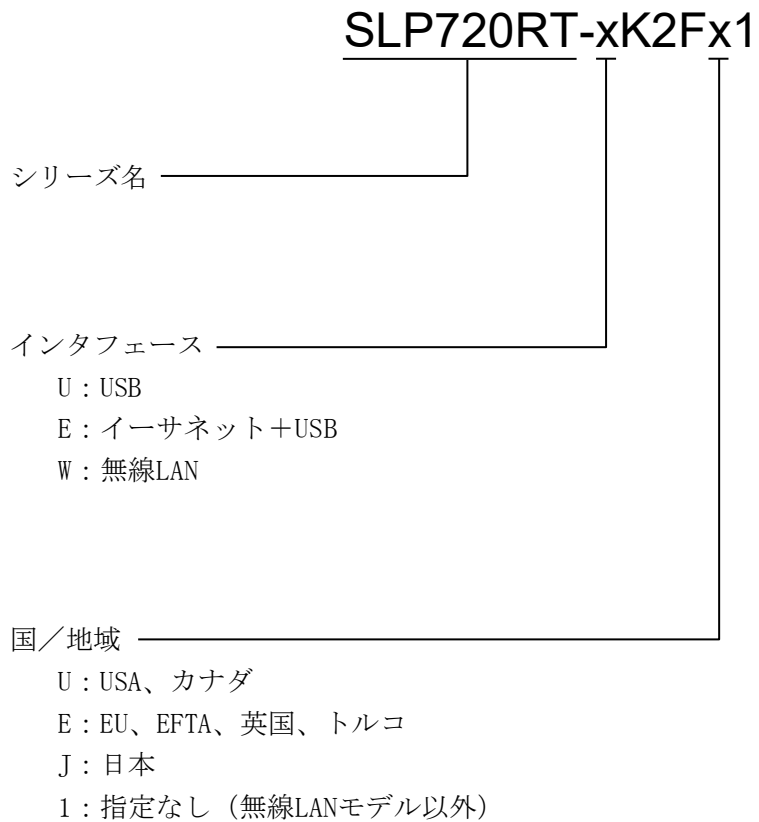 SLP720RT-xK2Fx1
シリーズ名
インタフェース
U：USB
E：イーサネット＋USB
W：無線LAN
国／地域
U：USA、カナダ
E：EU、EFTA、英国、トルコ
J：日本
1：指定なし（無線LANモデル以外）